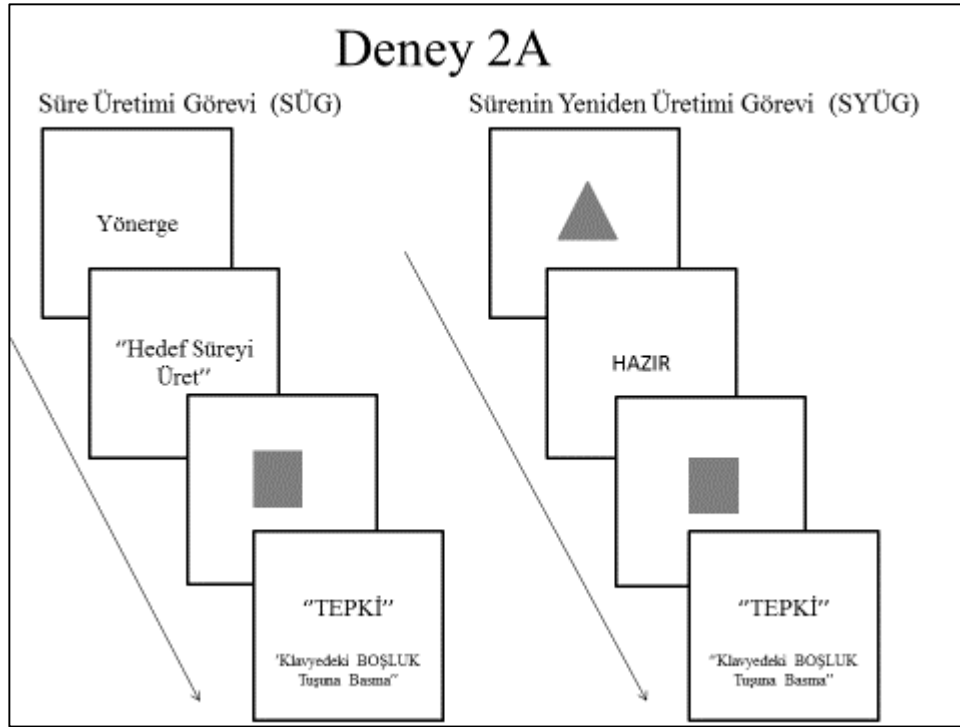 Deney 2A
Süre Üretimi Görevi (SÜG)
Yönerge
“Hedef Süreyi
Üret”
“TEPKİ”
'Klavyedeki BOŞLUK
Tuşuna Basma”
Sürenin Yeniden Üretimi Görevi (SYÜG)
HAZIR
“TEPKİ”
“Klavyedeki BOŞLUK
Tuşuna Basma”